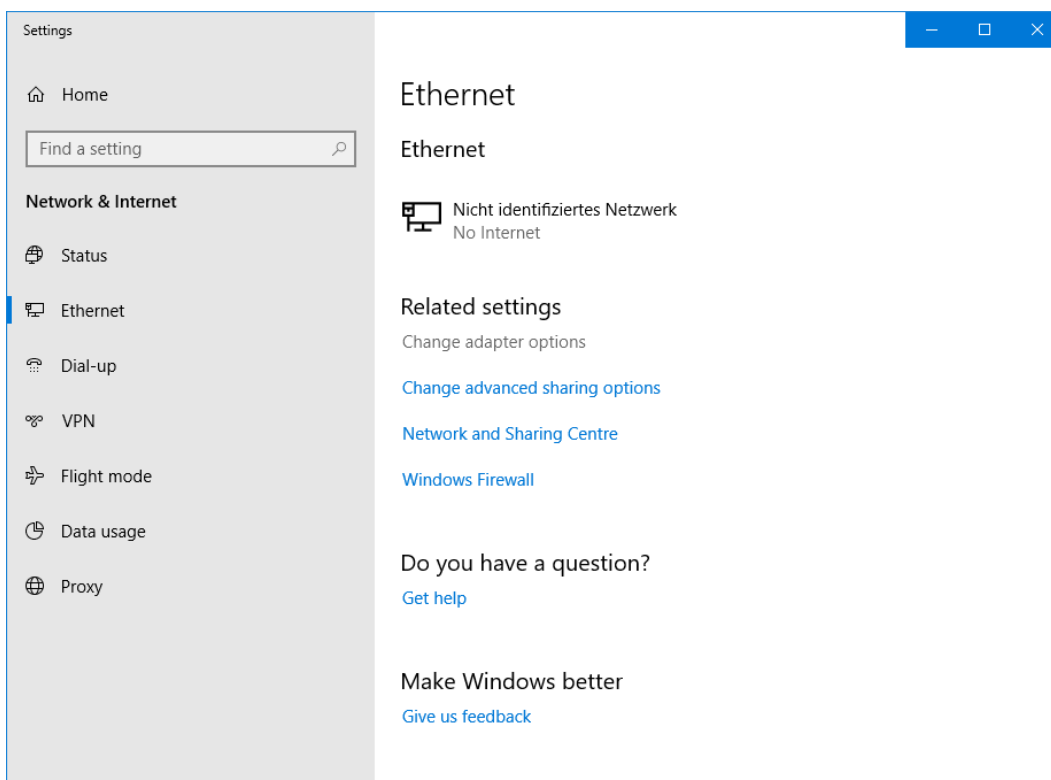 Settings
Home
Find a setting
Network & Internet
Status
Ethernet
Dial-up
VPN
Flight mode
Data usage
Proxy
Ethernet
Ethernet
Nicht identifiziertes Netzwerk
No Internet
Related settings
Change adapter options
Change advanced sharing options
Network and Sharing Centre
Windows Firewall
Do you have a question?
Get help
Make Windows better
Give us feedback